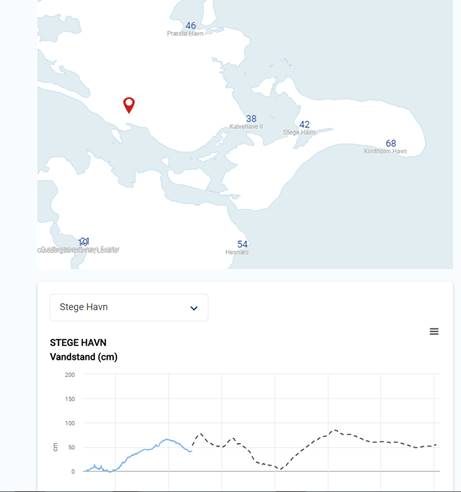 46
Præstø Havn
38
Kalvehave II
42
Stege Havn
68
Klintholm Havn
54
Hesnæs
Stege Havn
STEGE HAVN
Vandstand (cm)
200
150
100
50
0
cm